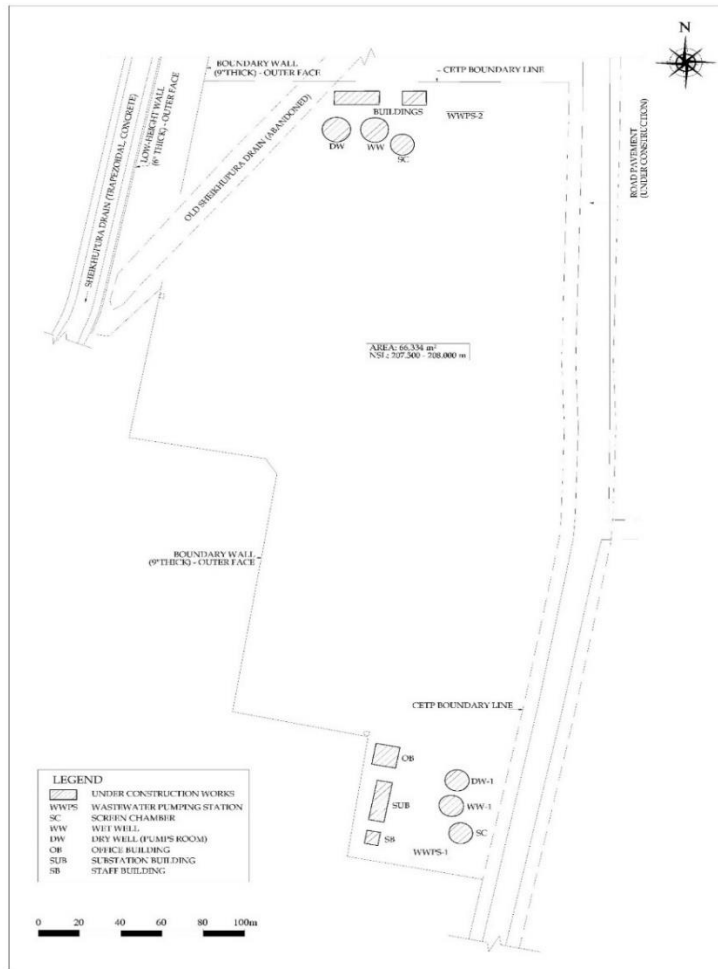 N
BOUNDARY WALL
(9"THICK) - OUTER FACE
CETP BOUNDARY LINE
BUILDINGS
WWPS-2
DW
WW
SC
SHEIKHUPURA DRAIN (TRAPEZOIDAL CONCRETE)
LOW-HEIGHT WALL
(6" THICK) - OUTER FACE
OLD SHEIKHUPURA DRAIN (ABANDONED)
ROAD PAVEMENT
(UNDER CONSTRUCTION)
AREA: 66,334 m²
NSL: 207.500 - 208.000 m
BOUNDARY WALL
(9"THICK) - OUTER FACE
CETP BOUNDARY LINE
OB
DW-1
SUB
WW-1
SB
SC
WWPS-1
LEGEND
UNDER CONSTRUCTION WORKS
WWPS WASTEWATER PUMPING STATION
SC SCREEN CHAMBER
WW WET WELL
DW DRY WELL (PUMPS ROOM)
OB OFFICE BUILDING
SUB SUBSTATION BUILDING
SB STAFF BUILDING
0 20 40 60 80 100m